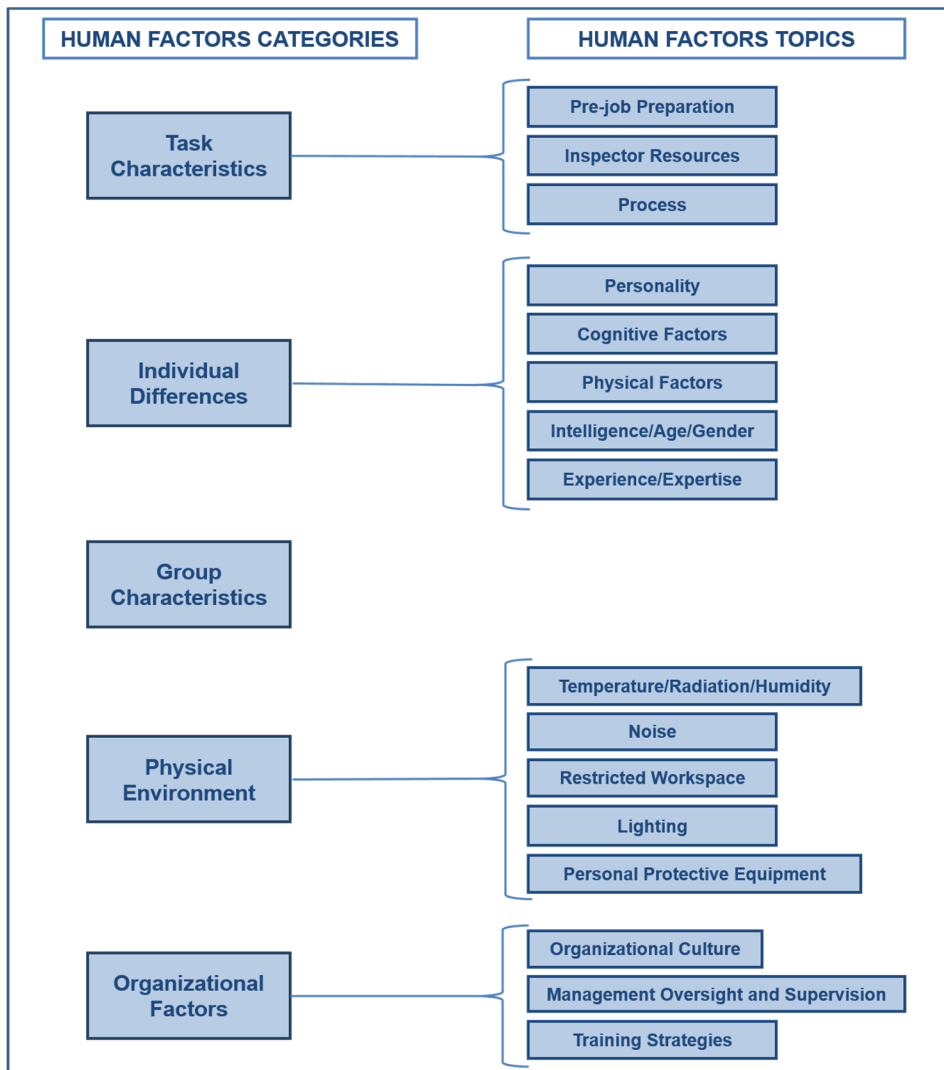 HUMAN FACTORS CATEGORIES
HUMAN FACTORS TOPICS
Task
Characteristics
Pre-job Preparation
Inspector Resources
Process
Individual
Differences
Personality
Cognitive Factors
Physical Factors
Intelligence/Age/Gender
Experience/Expertise
Group
Characteristics
Physical
Environment
Temperature/Radiation/Humidity
Noise
Restricted Workspace
Lighting
Personal Protective Equipment
Organizational
Factors
Organizational Culture
Management Oversight and Supervision
Training Strategies